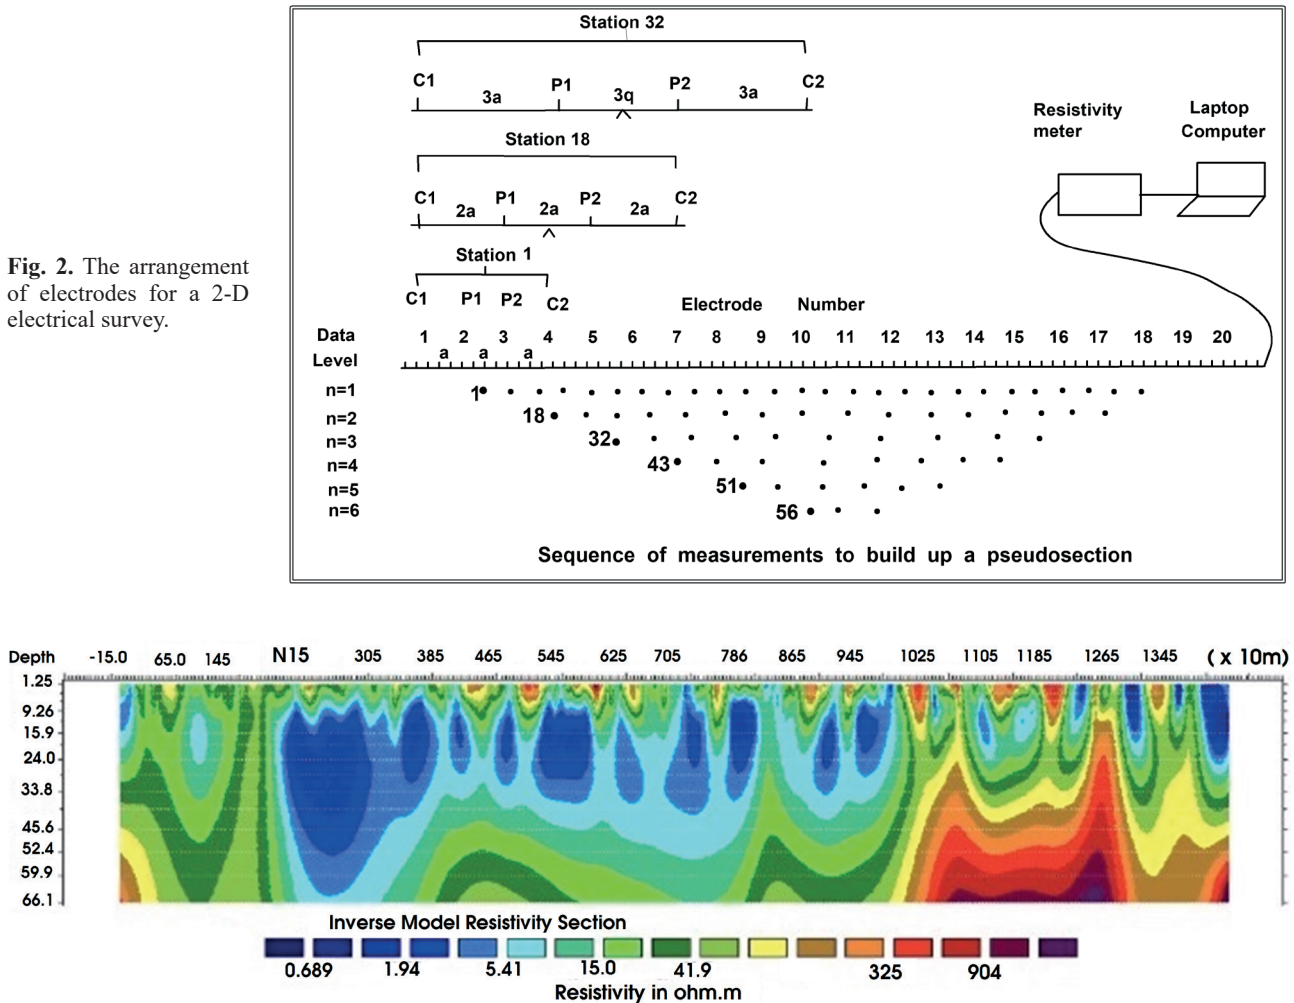 Fig. 2. The arrangement
of electrodes for a 2-D
electrical survey.
Station 32
C1 P1 P2 C2
3a 3q 3a
Station 18
C1 P1 P2 C2
2a 2a 2a
Station 1
C1 P1 P2 C2
Resistivity
meter
Laptop
Computer
Electrode Number
Data
Level
1 2 3 4 5 6 7 8 9 10 11 12 13 14 15 16 17 18 19 20
a a a
n=1 1
n=2 18
n=3 32
n=4 43
n=5 51
n=6 56
Sequence of measurements to build up a pseudosection
Depth -15.0 65.0 145 N15 305 385 465 545 625 705 786 865 945 1025 1105 1185 1265 1345 ( x 10m)
1.25
9.26
15.9
24.0
33.8
45.6
52.4
59.9
66.1
Inverse Model Resistivity Section
0.689 1.94 5.41 15.0 41.9 325 904
Resistivity in ohm.m